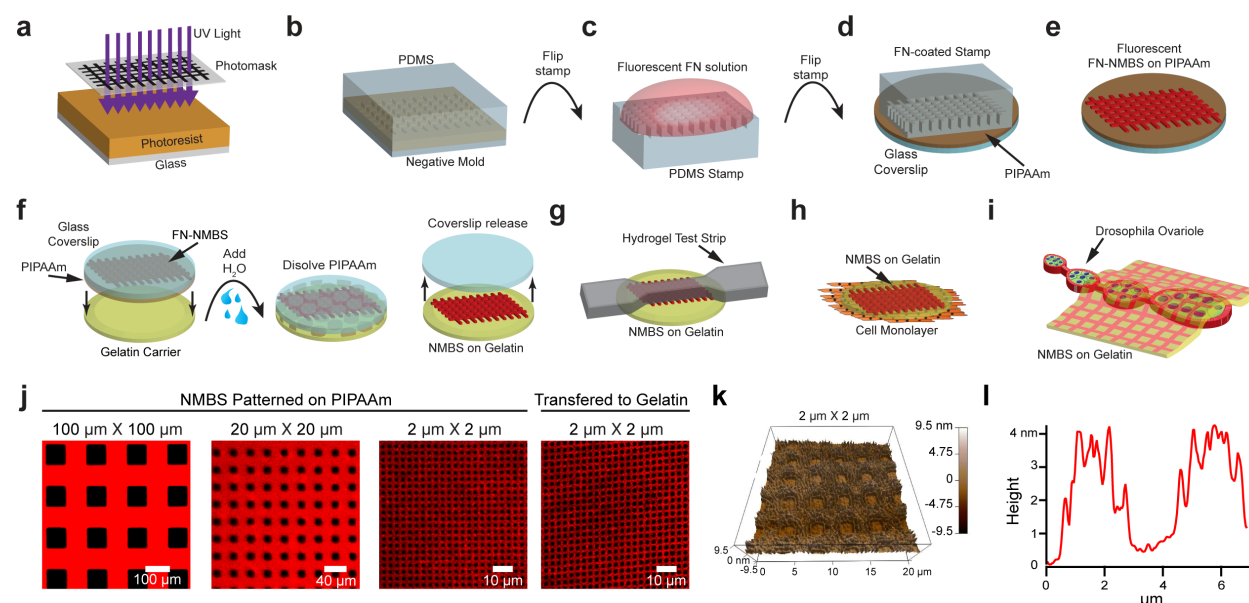 a
UV Light
Photomask
Photoresist
Glass
b
PDMS
Negative Mold
Flip
stamp
c
Fluorescent FN solution
PDMS Stamp
Flip
stamp
d
FN-coated Stamp
Glass
Coverslip
PIPAAm
e
Fluorescent
FN-NMBS on PIPAAm
f
Glass
Coverslip
FN-NMBS
PIPAAm
Gelatin Carrier
Add
H2O
Disolve PIPAAm
Coverslip release
NMBS on Gelatin
g
Hydrogel Test Strip
NMBS on Gelatin
h
NMBS on Gelatin
Cell Monolayer
i
Drosophila Ovariole
NMBS on Gelatin
j
NMBS Patterned on PIPAAm
Transfered to Gelatin
100 µm X 100 µm
20 µm X 20 µm
2 µm X 2 µm
2 µm X 2 µm
100 µm
40 µm
10 µm
10 µm
k
2 µm X 2 µm
9.5 nm
4.75
0
-4.75
-9.5
9.5
0 nm
-9.5
0
5
10
15
20 µm
l
Height
4 nm
3
2
1
0
0
2
4
6
um